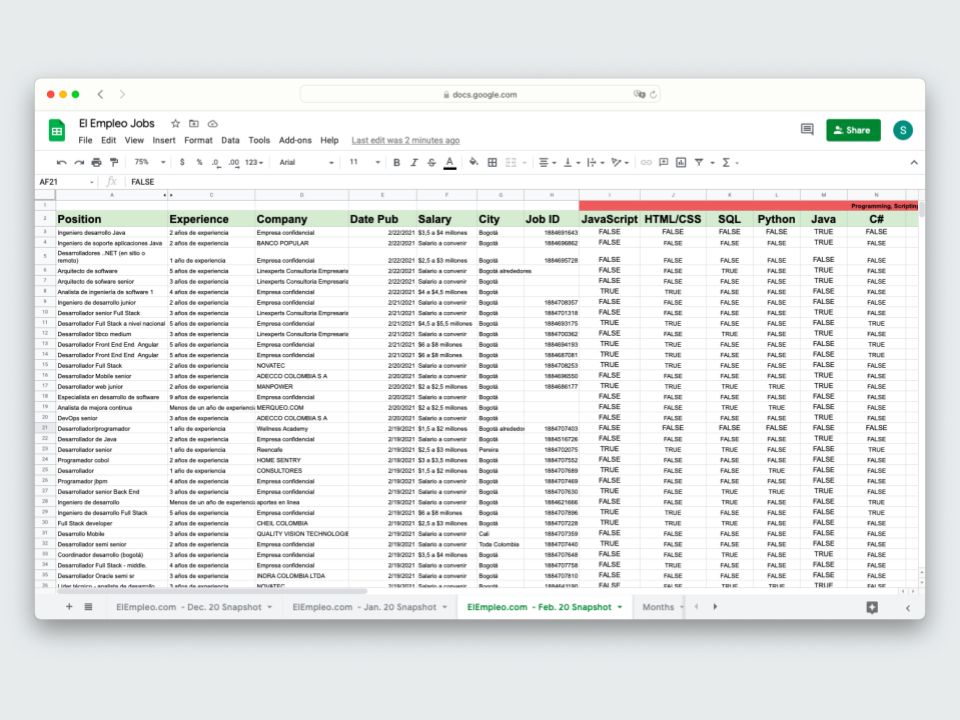 docs.google.com
El Empleo Jobs
File Edit View Insert Format Data Tools Add-ons Help Last edit was 2 minutes ago
Share S
75% $ % .0 .00 123 Arial 11 B I S A
AF21 fx FALSE
A C D E F G H I J K L M N
1 Programming, Scripting
2 Position Experience Company Date Pub Salary City Job ID JavaScript HTML/CSS SQL Python Java C#
3 Ingeniero desarrollo Java 2 años de experiencia Empresa confidencial 2/22/2021 $3,5 a $4 millones Bogotá 1884691643 FALSE FALSE FALSE FALSE TRUE FALSE
4 Ingeniero de soporte aplicaciones Java 2 años de experiencia BANCO POPULAR 2/22/2021 Salario a convenir Bogotá 1884696862 FALSE FALSE FALSE FALSE TRUE FALSE
Desarrolladores .NET (en sitio o
5 remoto) 1 año de experiencia Empresa confidencial 2/22/2021 $2,5 a $3 millones Bogotá 1884695728 FALSE FALSE FALSE FALSE FALSE FALSE
6 Arquitecto de software 5 años de experiencia Linexperts Consultoria Empresaria 2/22/2021 Salario a convenir Bogotá alrededores FALSE FALSE TRUE FALSE TRUE FALSE
7 Arquitecto de sofware senior 3 años de experiencia Linexperts Consultoria Empresaria 2/22/2021 Salario a convenir Bogotá FALSE FALSE FALSE FALSE FALSE FALSE
8 Analista de ingeniería de software 1 4 años de experiencia Empresa confidencial 2/22/2021 $4 a $4,5 millones Bogotá TRUE TRUE FALSE FALSE FALSE FALSE
9 Ingeniero de desarrollo junior 2 años de experiencia Empresa confidencial 2/21/2021 Salario a convenir Bogotá 1884708357 FALSE FALSE FALSE FALSE FALSE FALSE
10 Desarrollador senior Full Stack 3 años de experiencia Linexperts Consultoria Empresaria 2/21/2021 Salario a convenir Bogotá 1884701318 FALSE FALSE FALSE FALSE TRUE FALSE
11 Desarrollador Full Stack a nivel nacional 5 años de experiencia Empresa confidencial 2/21/2021 $4,5 a $5,5 millones Bogotá 1884693175 TRUE FALSE FALSE FALSE FALSE TRUE
12 Desarrollador tibco medium 3 años de experiencia Linexperts Consultoria Empresaria 2/21/2021 Salario a convenir Bogotá 1884700362 FALSE TRUE FALSE FALSE TRUE FALSE
13 Desarrollador Front End End Angular 5 años de experiencia Empresa confidencial 2/21/2021 $6 a $8 millones Bogotá 1884694193 TRUE TRUE FALSE FALSE FALSE TRUE
14 Desarrollador Front End End Angular 5 años de experiencia Empresa confidencial 2/21/2021 $6 a $8 millones Bogotá 1884687081 TRUE TRUE FALSE FALSE FALSE TRUE
15 Desarrollador Full Stack 2 años de experiencia NOVATEC 2/20/2021 Salario a convenir Bogotá 1884708253 TRUE FALSE FALSE FALSE FALSE FALSE
16 Desarrollador Mobile senior 3 años de experiencia ADECCO COLOMBIA S A 2/20/2021 Salario a convenir Bogotá 1884696550 FALSE FALSE FALSE FALSE TRUE FALSE
17 Desarrollador web junior 2 años de experiencia MANPOWER 2/20/2021 $2 a $2,5 millones Bogotá 1884686177 TRUE TRUE TRUE TRUE TRUE TRUE
18 Especialista en desarrollo de software 9 años de experiencia Empresa confidencial 2/20/2021 Salario a convenir Bogotá FALSE FALSE FALSE FALSE FALSE FALSE
19 Analista de mejora continua Menos de un año de experiencia MERQUEO.COM 2/20/2021 $2 a $2,5 millones Bogotá FALSE FALSE TRUE TRUE FALSE FALSE
20 DevOps senior 3 años de experiencia ADECCO COLOMBIA S A 2/20/2021 Salario a convenir Bogotá FALSE FALSE FALSE FALSE TRUE FALSE
21 Desarrollador/programador 1 año de experiencia Wellness Academy 2/19/2021 $1,5 a $2 millones Bogotá alrededor 1884707403 FALSE FALSE FALSE FALSE FALSE FALSE
22 Desarrollador de Java 2 años de experiencia Empresa confidencial 2/19/2021 Salario a convenir Bogotá 1884516726 FALSE FALSE FALSE FALSE TRUE FALSE
23 Desarrollador senior 1 año de experiencia Reencafe 2/19/2021 $2,5 a $3 millones Pereira 1884702075 TRUE TRUE FALSE FALSE FALSE TRUE
24 Programador cobol 2 años de experiencia HOME SENTRY 2/19/2021 $3 a $3,5 millones Bogotá 1884707552 FALSE FALSE FALSE FALSE FALSE FALSE
25 Desarrollador 1 año de experiencia CONSULTORES 2/19/2021 $1,5 a $2 millones Bogotá 1884707689 TRUE FALSE FALSE TRUE FALSE FALSE
26 Programador jbpm 4 años de experiencia Empresa confidencial 2/19/2021 Salario a convenir Bogotá 1884707469 FALSE FALSE FALSE FALSE FALSE FALSE
27 Desarrollador senior Back End 3 años de experiencia Empresa confidencial 2/19/2021 Salario a convenir Bogotá 1884707630 TRUE FALSE TRUE TRUE FALSE FALSE
28 Ingeniero de desarrollo Menos de un año de experiencia aportes en linea 2/19/2021 Salario a convenir Bogotá 1884621666 FALSE FALSE FALSE FALSE TRUE FALSE
29 Ingeniero de desarrollo Full Stack 5 años de experiencia Empresa confidencial 2/19/2021 $6 a $8 millones Bogotá 1884707896 TRUE TRUE FALSE FALSE FALSE TRUE
30 Full Stack developer 2 años de experiencia CHEIL COLOMBIA 2/19/2021 $2,5 a $3 millones Bogotá 1884707228 TRUE TRUE TRUE FALSE FALSE FALSE
31 Desarrollo Mobile 3 años de experiencia QUALITY VISION TECHNOLOGIE 2/19/2021 Salario a convenir Cali 1884707359 FALSE FALSE FALSE FALSE FALSE FALSE
32 Desarrollador semi senior 2 años de experiencia Empresa confidencial 2/19/2021 Salario a convenir Toda Colombia 1884707440 TRUE FALSE FALSE FALSE TRUE FALSE
33 Coordinador desarrollo (bogotá) 3 años de experiencia Empresa confidencial 2/19/2021 $3,5 a $4 millones Bogotá 1884707648 FALSE FALSE TRUE FALSE FALSE FALSE
34 Desarrollador Full Stack - middle. 4 años de experiencia Empresa confidencial 2/19/2021 Salario a convenir Bogotá 1884707758 TRUE FALSE FALSE FALSE TRUE FALSE
35 Desarrollador Oracle semi sr 3 años de experiencia INDRA COLOMBIA LTDA 2/19/2021 Salario a convenir Bogotá 1884707810 FALSE FALSE FALSE FALSE FALSE FALSE
36 Líder técnico - analista de desarrollo 3 años de experiencia NOVATEC 2/19/2021 Salario a convenir Bogotá FALSE FALSE TRUE TRUE TRUE FALSE
ElEmpleo.com - Dec. 20 Snapshot ElEmpleo.com - Jan. 20 Snapshot ElEmpleo.com - Feb. 20 Snapshot Months